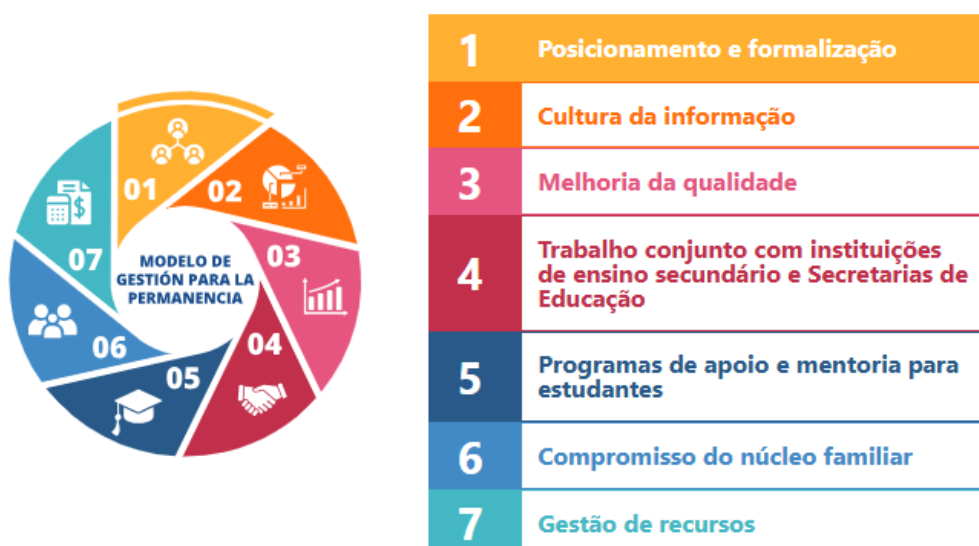 01
02
03
04
05
06
07
MODELO DE
GESTIÓN PARA LA
PERMANENCIA
1 Posicionamento e formalização
2 Cultura da informação
3 Melhoria da qualidade
4 Trabalho conjunto com instituições
de ensino secundário e Secretarias de
Educação
5 Programas de apoio e mentoria para
estudantes
6 Compromisso do núcleo familiar
7 Gestão de recursos